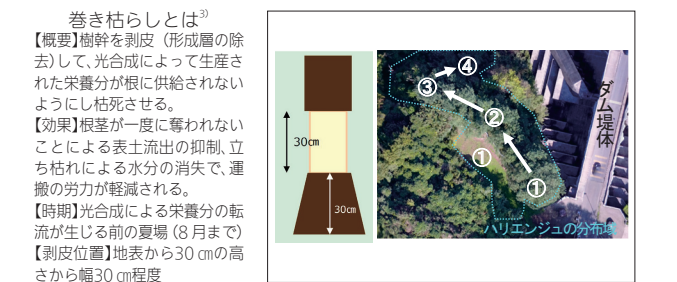 巻き枯らしとは3)
【概要】樹幹を剥皮（形成層の除
去）して、光合成によって生産さ
れた栄養分が根に供給されない
ようにし枯死させる。
【効果】根茎が一度に奪われない
ことによる表土流出の抑制、立
ち枯れによる水分の消失で、運
搬の労力が軽減される。
【時期】光合成による栄養分の転
流が生じる前の夏場（8月まで）
【剥皮位置】地表から30㎝の高
さから幅30㎝程度
30㎝
30㎝
④
③
②
①
①
ダム堤体
ハリエンジュの分布域